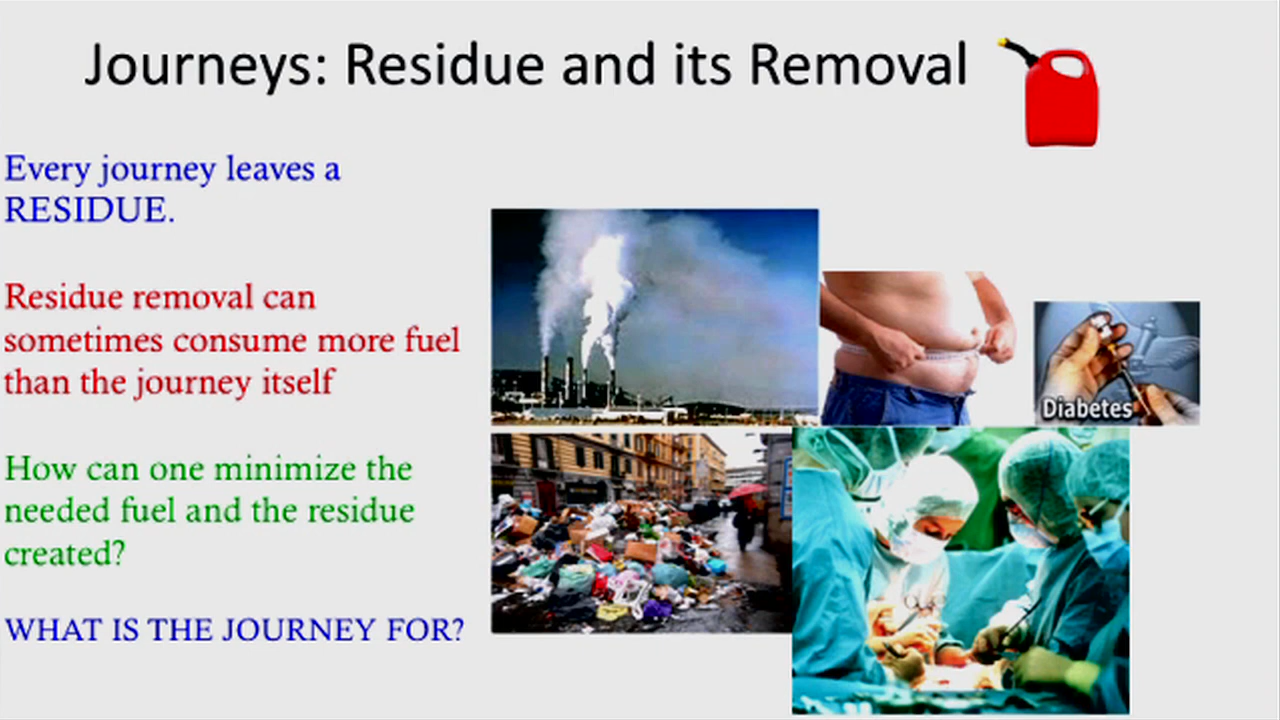 Journeys: Residue and its Removal
Every journey leaves a
RESIDUE.
Residue removal can
sometimes consume more fuel
than the journey itself
How can one minimize the
needed fuel and the residue
created?
WHAT IS THE JOURNEY FOR?
Diabetes